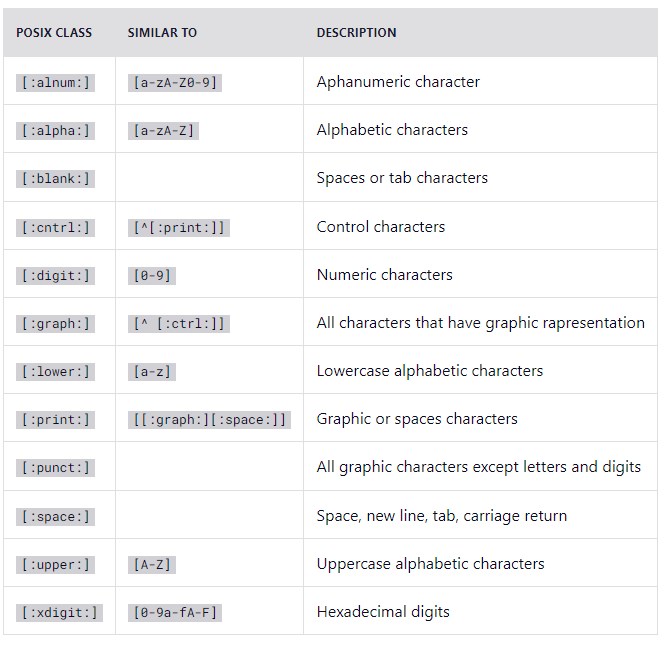 POSIX CLASS SIMILAR TO DESCRIPTION
[:alnum:] [a-zA-Z0-9] Aphanumeric character
[:alpha:] [a-zA-Z] Alphabetic characters
[:blank:] Spaces or tab characters
[:cntrl:] [^[:print:]] Control characters
[:digit:] [0-9] Numeric characters
[:graph:] [^ [:ctrl:]] All characters that have graphic rapresentation
[:lower:] [a-z] Lowercase alphabetic characters
[:print:] [[:graph:][:space:]] Graphic or spaces characters
[:punct:] All graphic characters except letters and digits
[:space:] Space, new line, tab, carriage return
[:upper:] [A-Z] Uppercase alphabetic characters
[:xdigit:] [0-9a-fA-F] Hexadecimal digits